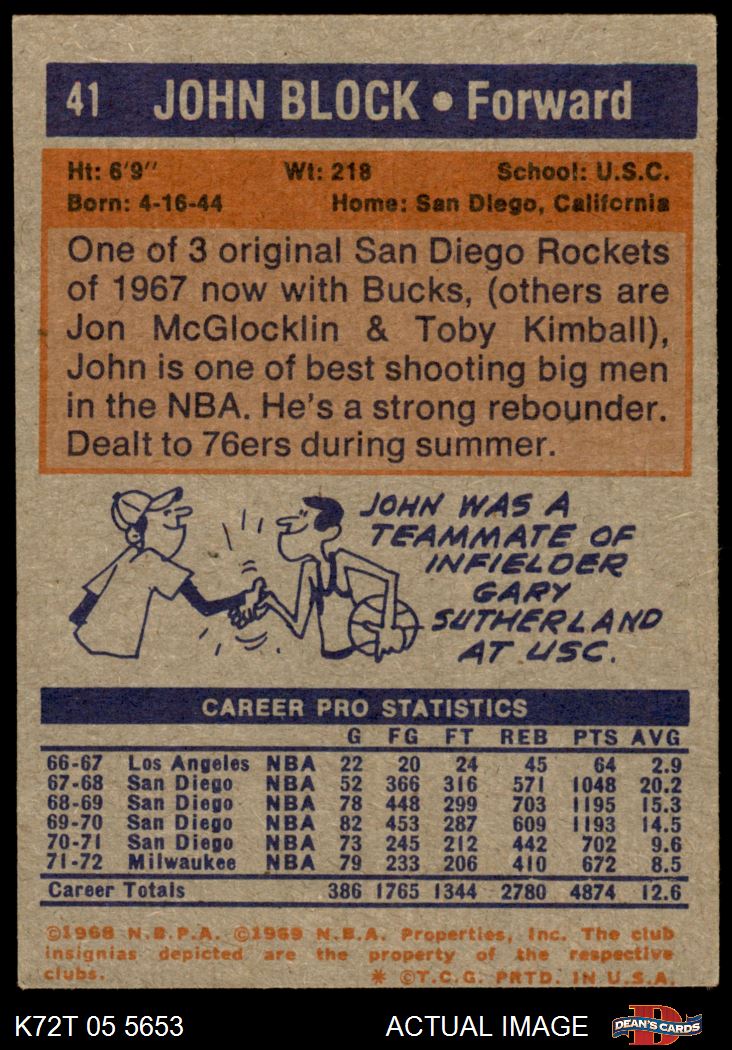 41 JOHN BLOCK • Forward
Ht: 6'9" Wt: 218 School: U.S.C.
Born: 4-16-44 Home: San Diego, California
One of 3 original San Diego Rockets
of 1967 now with Bucks, (others are
Jon McGlocklin & Toby Kimball),
John is one of best shooting big men
in the NBA. He's a strong rebounder.
Dealt to 76ers during summer.
JOHN WAS A
TEAMMATE OF
INFIELDER
GARY
SUTHERLAND
AT USC.
CAREER PRO STATISTICS
G FG FT REB PTS AVG
66-67 Los Angeles NBA 22 20 24 45 64 2.9
67-68 San Diego NBA 52 366 316 571 1048 20.2
68-69 San Diego NBA 78 448 299 703 1195 15.3
69-70 San Diego NBA 82 453 287 609 1193 14.5
70-71 San Diego NBA 73 245 212 442 702 9.6
71-72 Milwaukee NBA 79 233 206 410 672 8.5
Career Totals 386 1765 1344 2780 4874 12.6
©1968 N.B.P.A. ©1969 N.B.A. Properties, Inc. The club
insignias depicted are the property of the respective
clubs. * ©T.C.G. PRTD. IN U.S.A.
K72T 05 5653 ACTUAL IMAGE DEAN'S CARDS